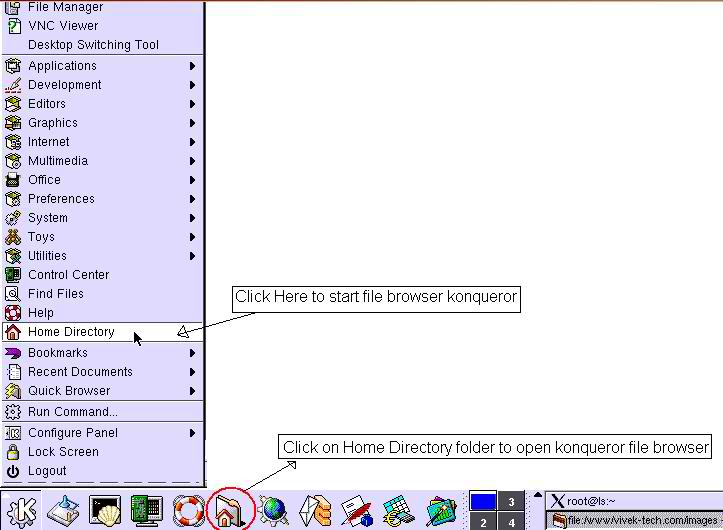 File Manager
VNC Viewer
Desktop Switching Tool
Applications
Development
Editors
Graphics
Internet
Multimedia
Office
Preferences
System
Toys
Utilities
Control Center
Find Files
Help
Home Directory
Bookmarks
Recent Documents
Quick Browser
Run Command...
Configure Panel
Lock Screen
Logout
Click Here to start file browser konqueror
Click on Home Directory folder to open konqueror file browser
K
3
2
4
X root@ls:~
file:/www/vivek-tech.com/images